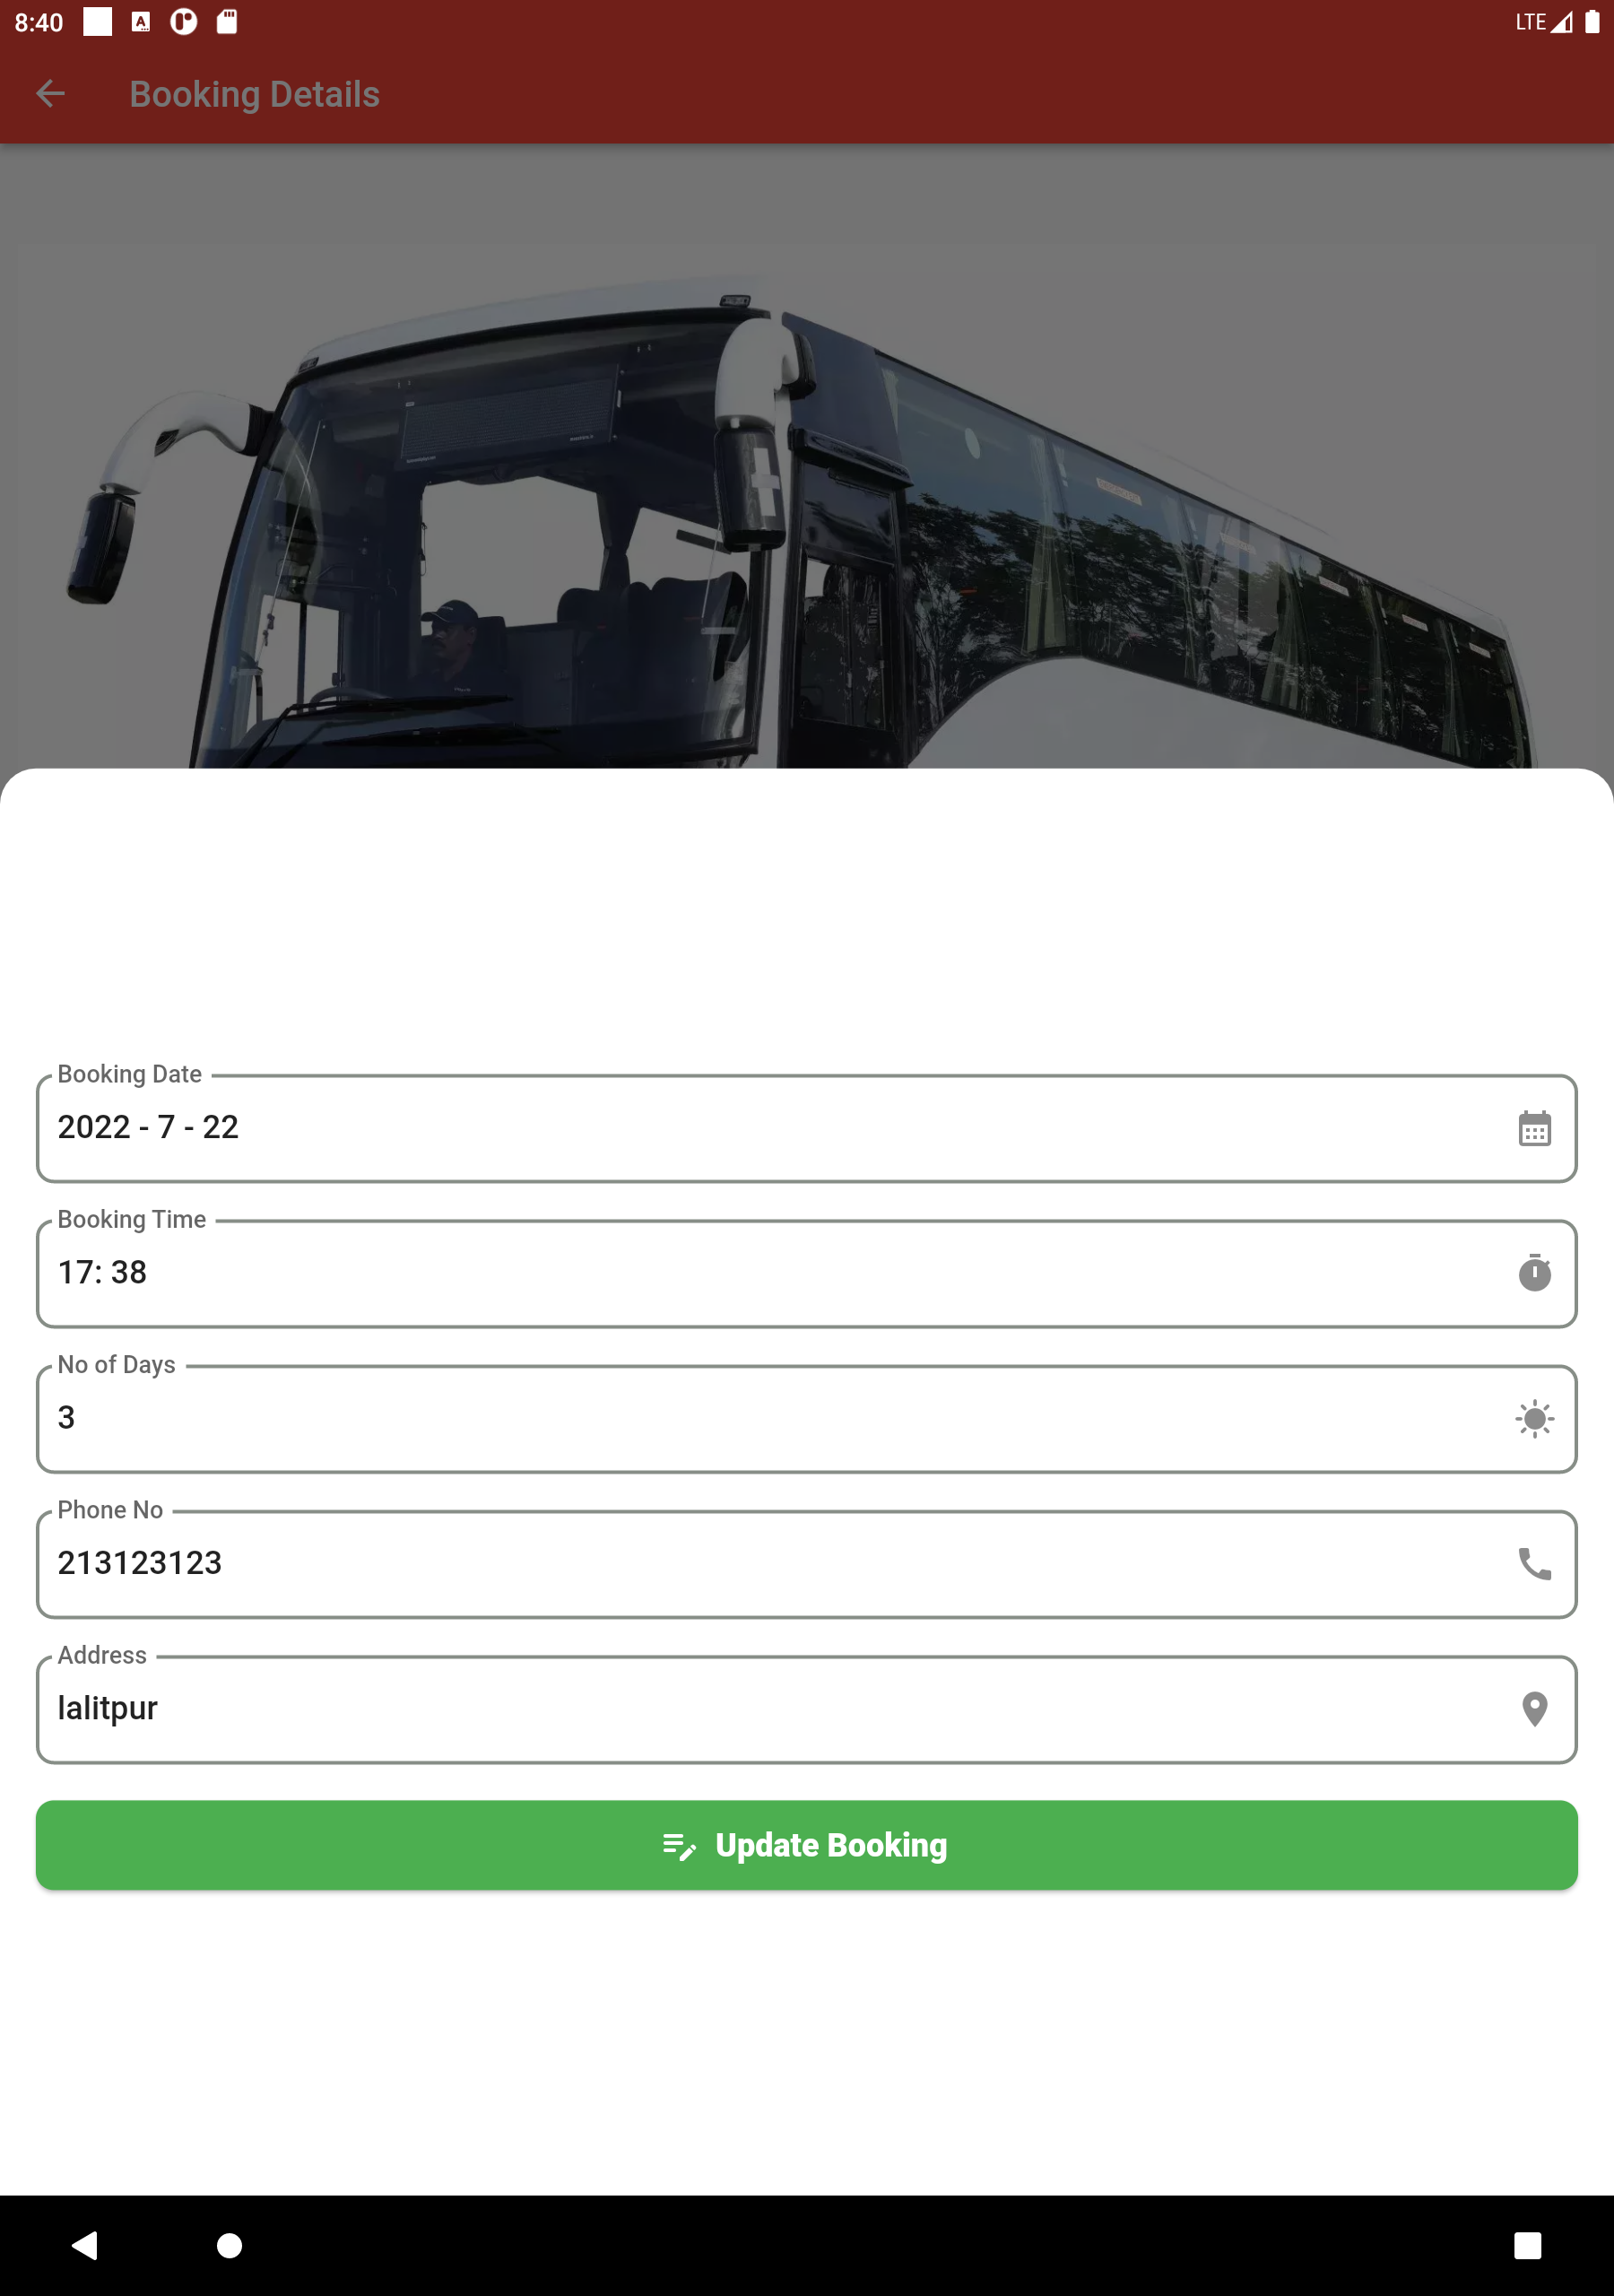 8:40
LTE
Booking Details
Booking Date
2022 - 7 - 22
Booking Time
17: 38
No of Days
3
Phone No
213123123
Address
lalitpur
Update Booking